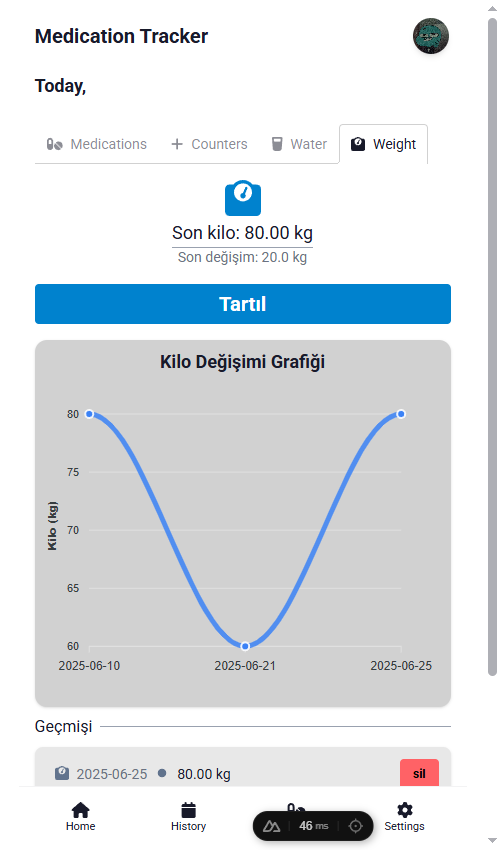 Medication Tracker
Today,
Medications Counters Water Weight
Son kilo: 80.00 kg
Son değişim: 20.0 kg
Tartıl
Kilo Değişimi Grafiği
80
75
70
65
60
Kilo (kg)
2025-06-10 2025-06-21 2025-06-25
Geçmişi
2025-06-25 80.00 kg sil
Home History Settings
46 ms